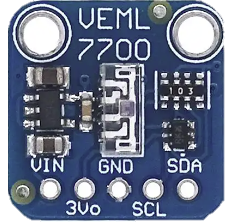 VEML
7700
103
VIN GND SDA
3Vo SCL